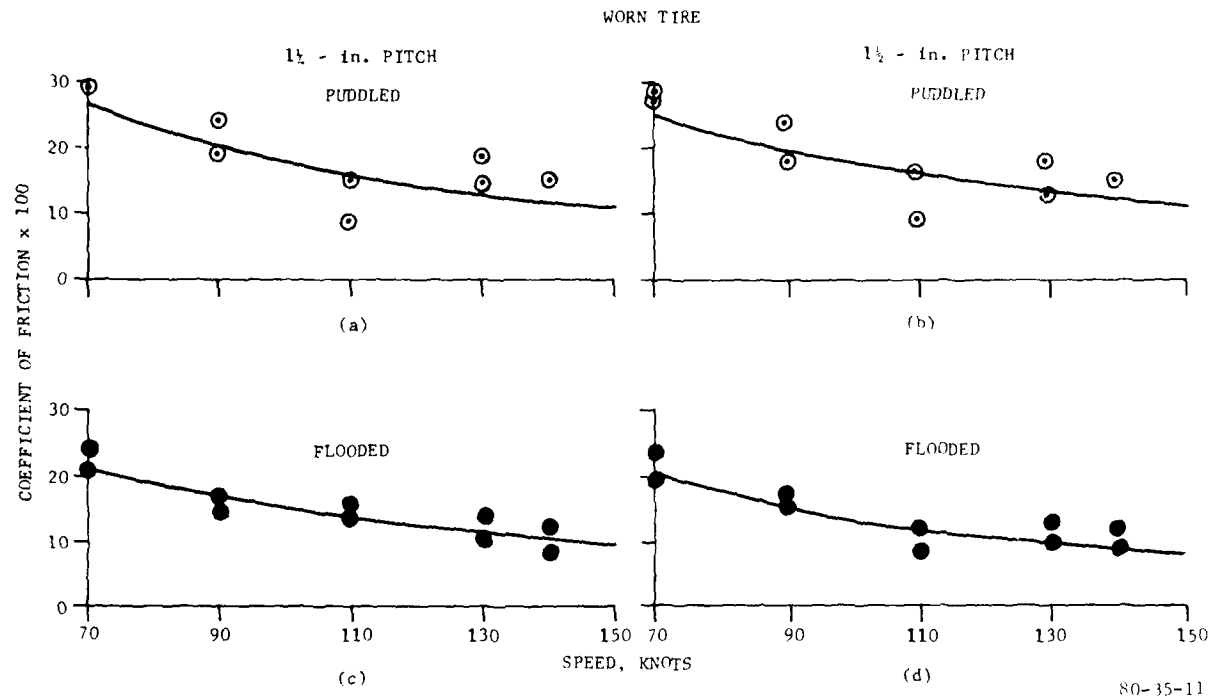 WORN TIRE
1¼ - in. PITCH
1½ - in. PITCH
PUDDLED
PUDDLED
30
20
10
0
(a)
(b)
COEFFICIENT OF FRICTION x 100
FLOODED
FLOODED
30
20
10
0
70 90 110 130 150
70 90 110 130 150
SPEED, KNOTS
(c)
(d)
80-35-11